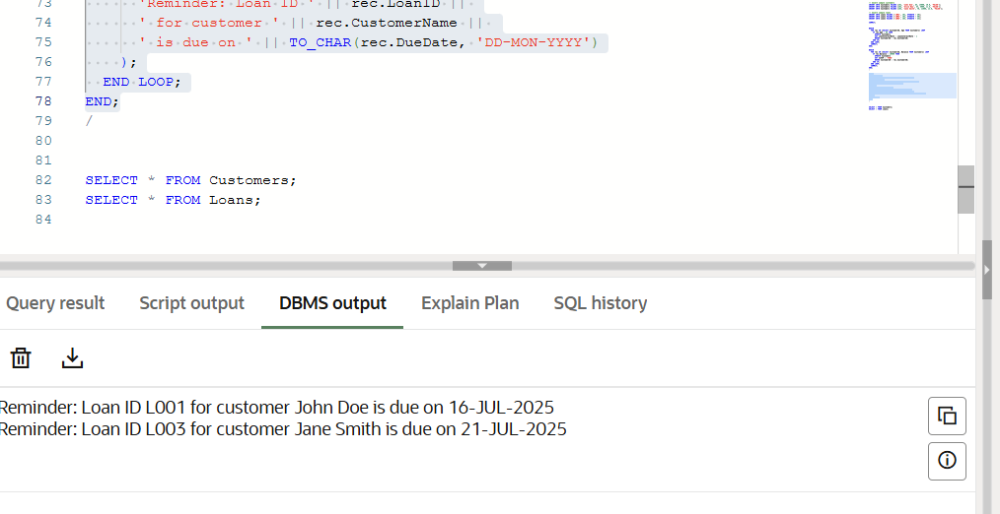 73 'Reminder: Loan ID ' || rec.LoanID ||
74 ' for customer ' || rec.CustomerName ||
75 ' is due on ' || TO_CHAR(rec.DueDate, 'DD-MON-YYYY')
76 );
77 END LOOP;
78 END;
79 /
80
81
82 SELECT * FROM Customers;
83 SELECT * FROM Loans;
84
Query result Script output DBMS output Explain Plan SQL history
Reminder: Loan ID L001 for customer John Doe is due on 16-JUL-2025
Reminder: Loan ID L003 for customer Jane Smith is due on 21-JUL-2025